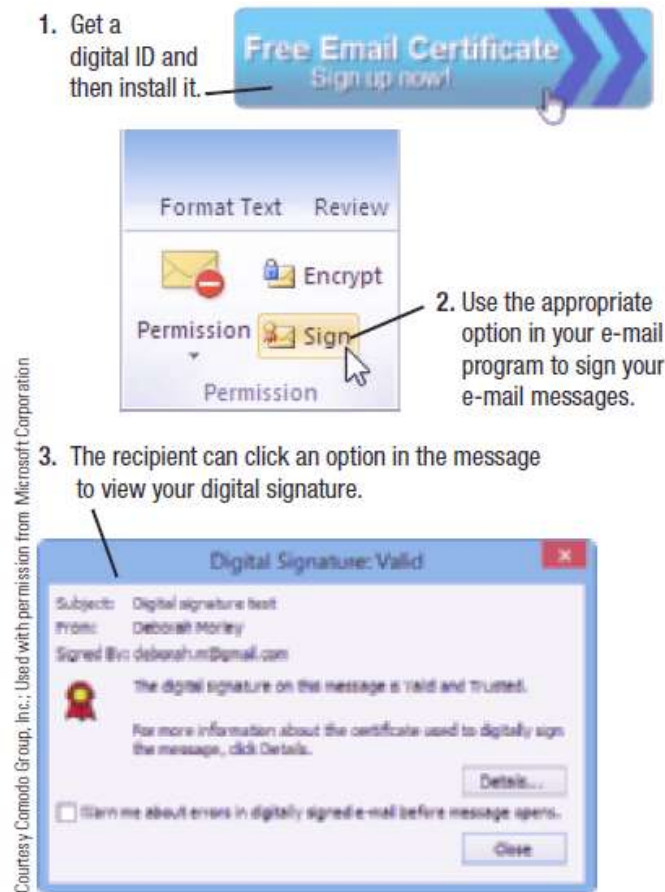 1. Get a
digital ID and
then install it.
Free Email Certificate
Sign up now!
Format Text Review
Encrypt
Permission
Sign
Permission
2. Use the appropriate
option in your e-mail
program to sign your
e-mail messages.
3. The recipient can click an option in the message
to view your digital signature.
Digital Signature: Valid
Subject: Digital signature test
From: Deborah Morley
Signed By: deborah.m@gmail.com
The digital signature on this message is Valid and Trusted.
For more information about the certificate used to digitally sign
the message, click Details.
Details...
Warn me about errors in digitally signed e-mail before message opens.
Close
Courtesy Comodo Group, Inc.; Used with permission from Microsoft Corporation